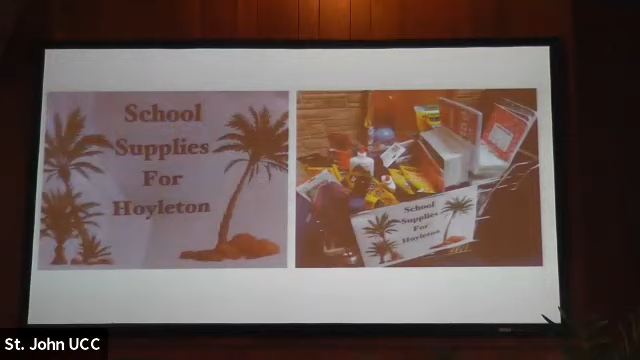 School
Supplies
For
Hoyleton
School
Supplies
For
Hoyleton
St. John UCC